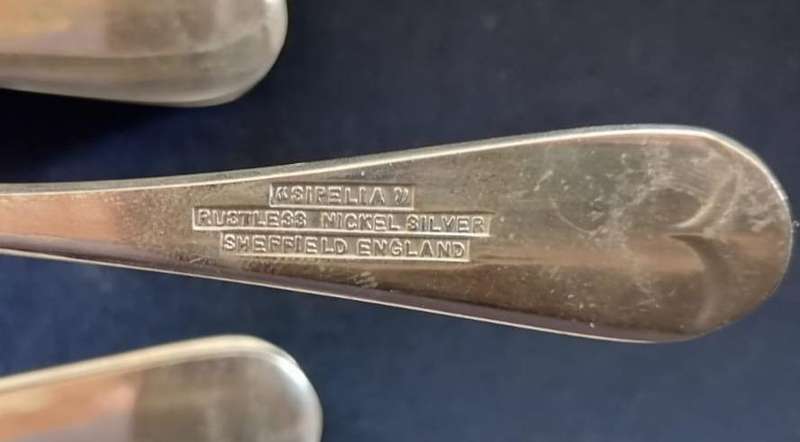 "SIPELIA"
RUSTLESS NICKEL SILVER
SHEFFIELD ENGLAND